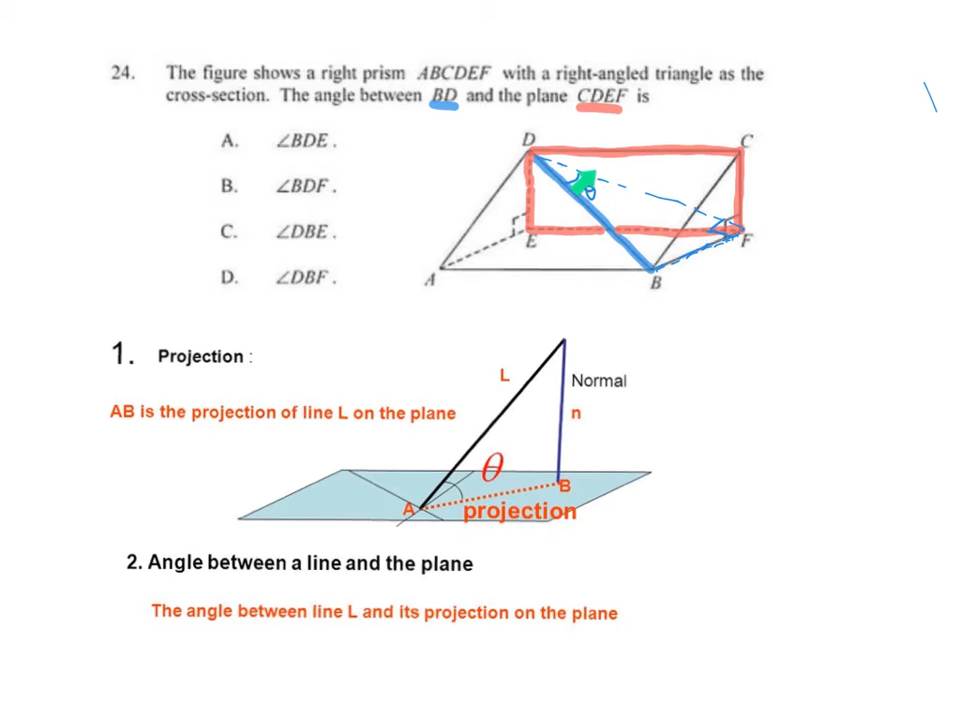 24. The figure shows a right prism ABCDEF with a right-angled triangle as the
cross-section. The angle between BD and the plane CDEF is
A. ∠BDE .
B. ∠BDF .
C. ∠DBE .
D. ∠DBF .
D
C
θ
E
F
A
B
1. Projection :
AB is the projection of line L on the plane
L
Normal
n
θ
A
B
projection
2. Angle between a line and the plane
The angle between line L and its projection on the plane